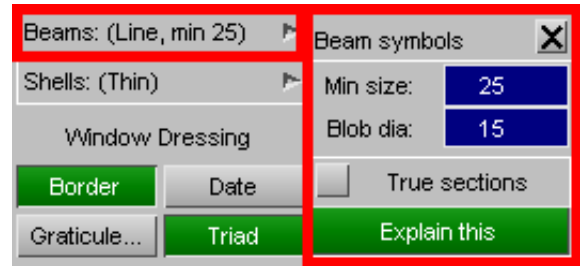 Beams: (Line, min 25)
Shells: (Thin)
Window Dressing
Border Date
Graticule... Triad
Beam symbols X
Min size: 25
Blob dia: 15
True sections
Explain this